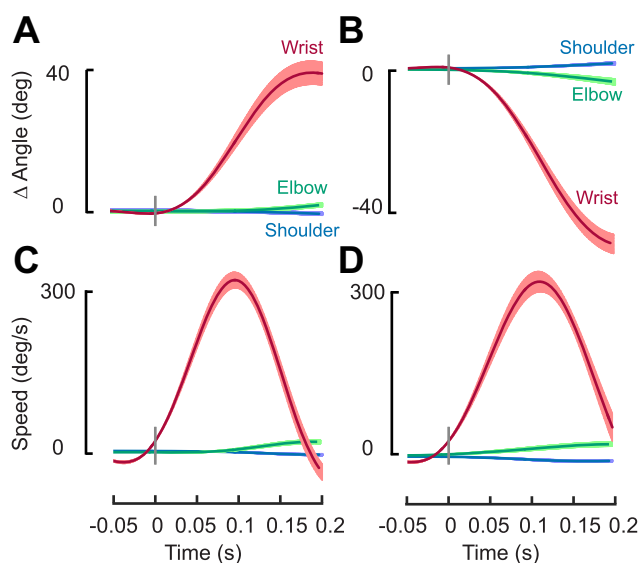 A
B
Wrist
Shoulder
40
0
Δ Angle (deg)
Elbow
Elbow
Wrist
0
-40
Shoulder
C
D
300
300
Speed (deg/s)
0
0
-0.05 0 0.05 0.1 0.15 0.2
-0.05 0 0.05 0.1 0.15 0.2
Time (s)
Time (s)